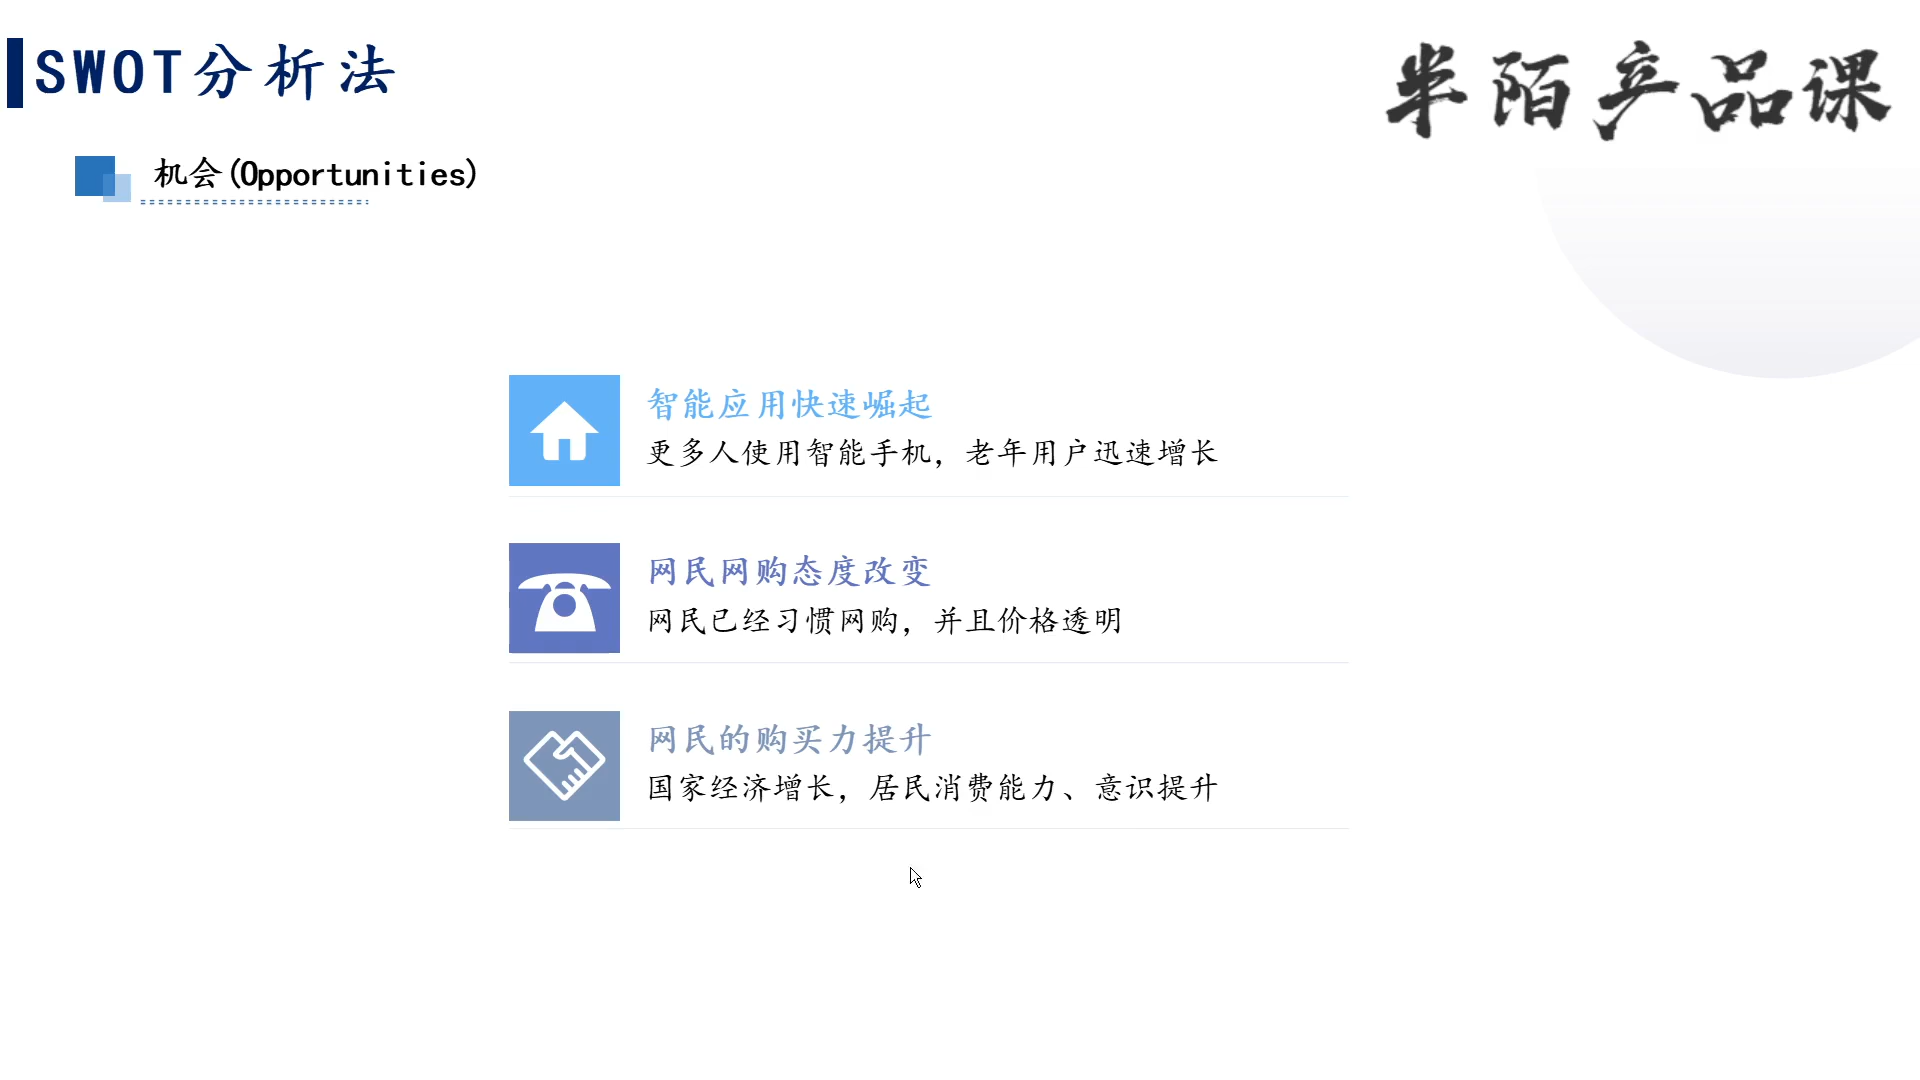 SWOT分析法
半陌产品课
机会(Opportunities)
智能应用快速崛起
更多人使用智能手机，老年用户迅速增长
网民网购态度改变
网民已经习惯网购，并且价格透明
网民的购买力提升
国家经济增长，居民消费能力、意识提升